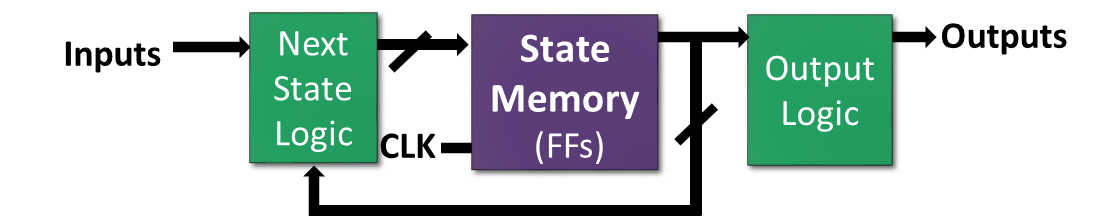 Inputs
Next
State
Logic
CLK
State
Memory
(FFs)
Output
Logic
Outputs